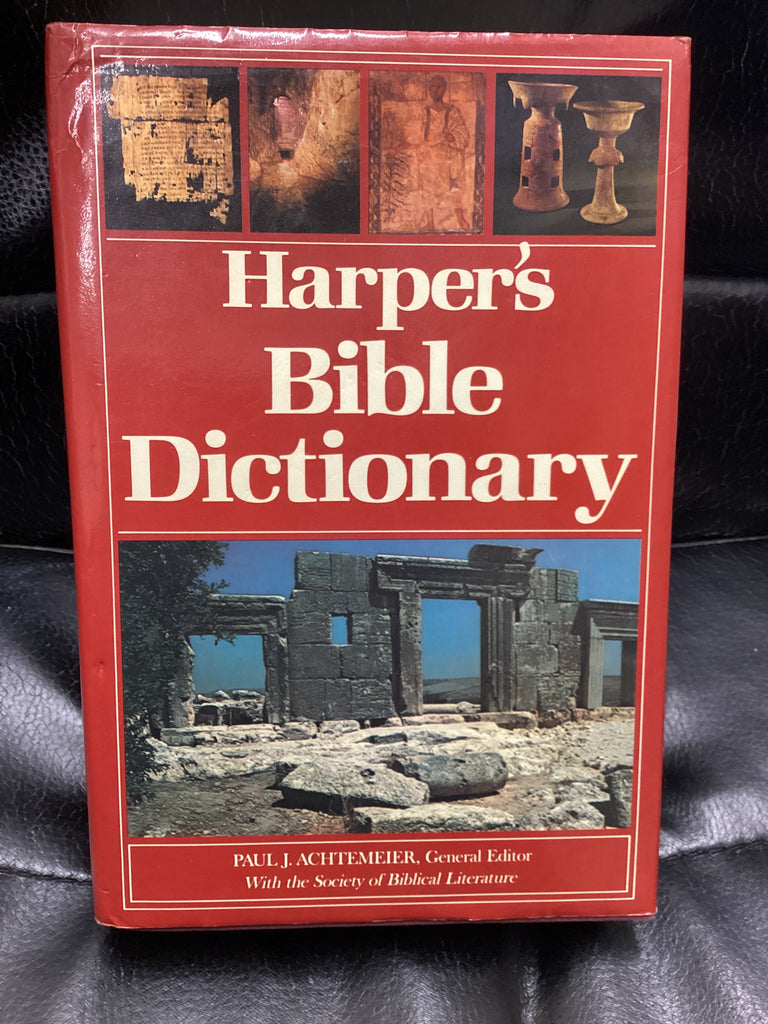 Harper's
Bible
Dictionary
PAUL J. ACHTEMEIER, General Editor
With the Society of Biblical Literature